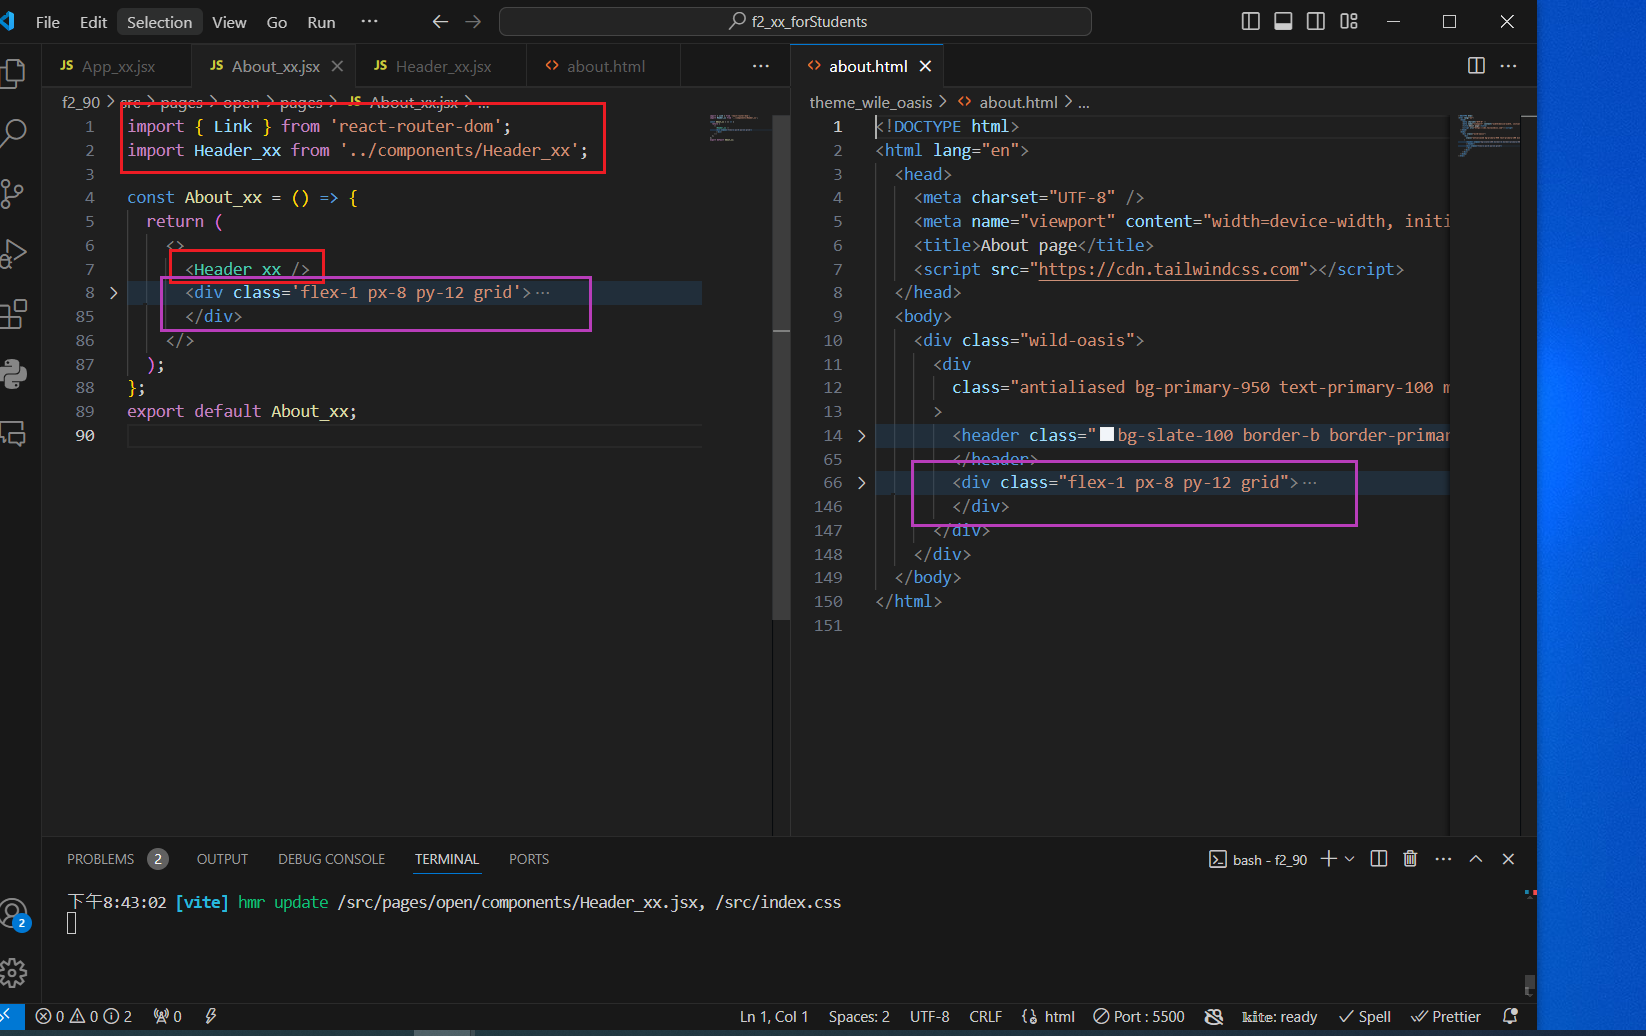 File Edit Selection View Go Run ··· f2_xx_forStudents
JS App_xx.jsx JS About_xx.jsx JS Header_xx.jsx <> about.html ··· <> about.html ···
f2_90 > src > pages > open > pages > JS About_xx.jsx > ...
1 import { Link } from 'react-router-dom';
2 import Header_xx from '../components/Header_xx';
3
4 const About_xx = () => {
5 return (
6 <>
7 <Header_xx />
8 <div class='flex-1 px-8 py-12 grid'>···
85 </div>
86 </>
87 );
88 };
89 export default About_xx;
90
theme_wile_oasis > <> about.html > ...
1 <!DOCTYPE html>
2 <html lang="en">
3 <head>
4 <meta charset="UTF-8" />
5 <meta name="viewport" content="width=device-width, initi
6 <title>About page</title>
7 <script src="https://cdn.tailwindcss.com"></script>
8 </head>
9 <body>
10 <div class="wild-oasis">
11 <div
12 class="antialiased bg-primary-950 text-primary-100 m
13 >
14 <header class="bg-slate-100 border-b border-primar
65 </header>
66 <div class="flex-1 px-8 py-12 grid">···
146 </div>
147 </div>
148 </div>
149 </body>
150 </html>
151
PROBLEMS 2 OUTPUT DEBUG CONSOLE TERMINAL PORTS bash - f2_90 ···
下午8:43:02 [vite] hmr update /src/pages/open/components/Header_xx.jsx, /src/index.css
2
0 0 2 0 Ln 1, Col 1 Spaces: 2 UTF-8 CRLF html Port : 5500 kite: ready Spell Prettier